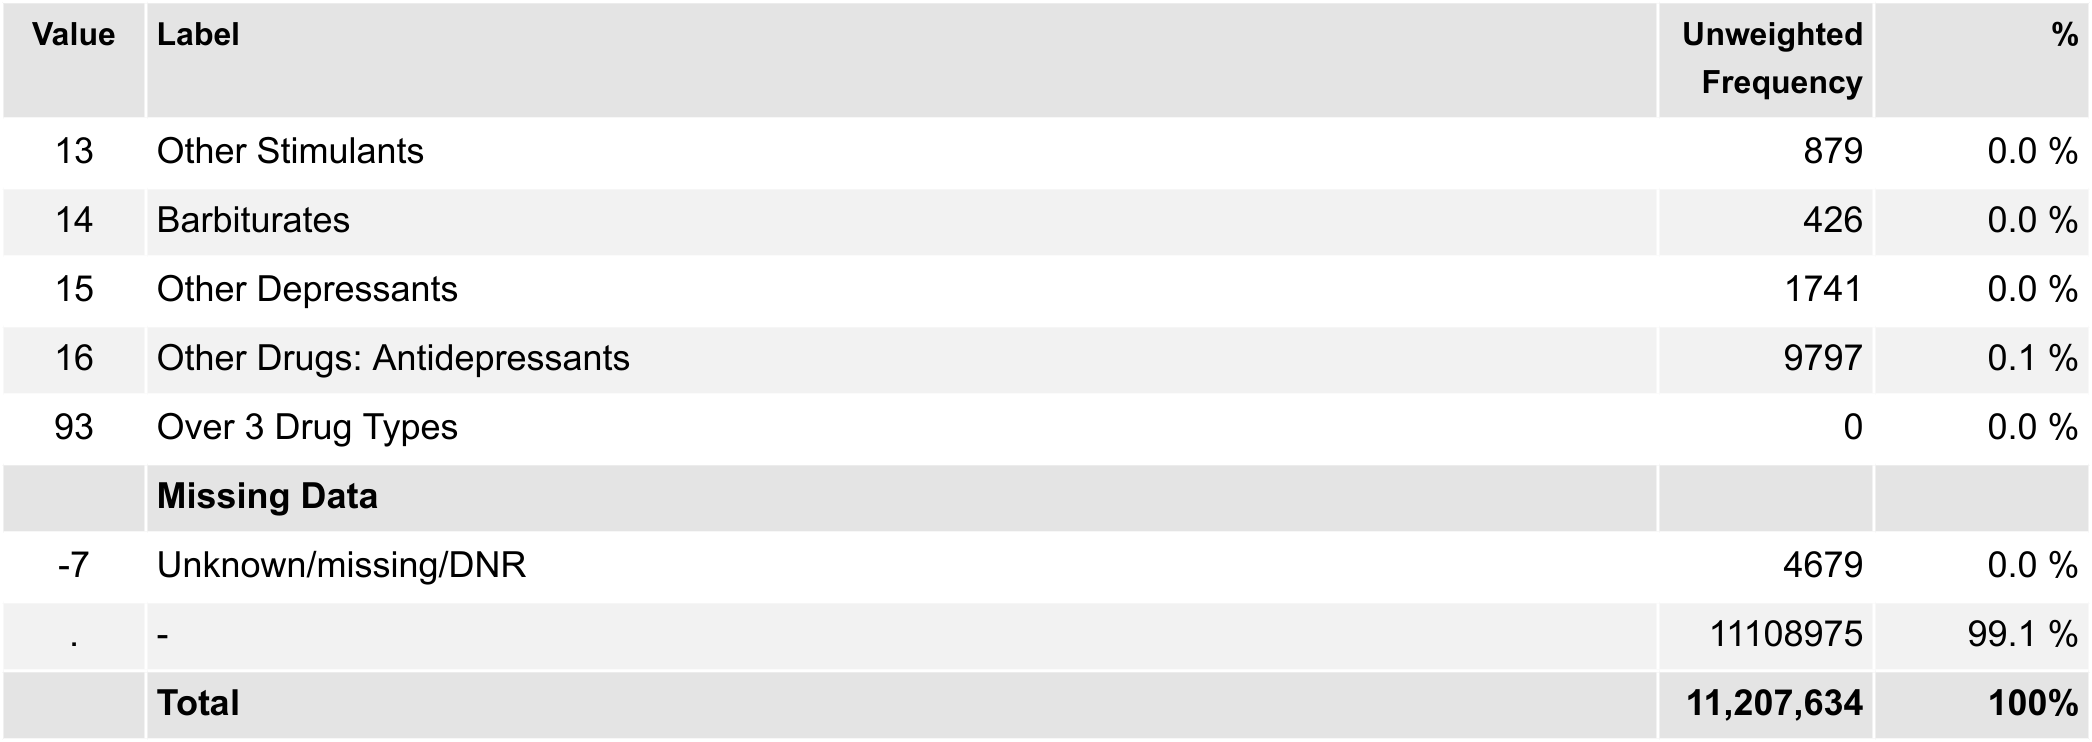 Value Label Unweighted Frequency %
13 Other Stimulants 879 0.0 %
14 Barbiturates 426 0.0 %
15 Other Depressants 1741 0.0 %
16 Other Drugs: Antidepressants 9797 0.1 %
93 Over 3 Drug Types 0 0.0 %
Missing Data
-7 Unknown/missing/DNR 4679 0.0 %
. - 11108975 99.1 %
Total 11,207,634 100%